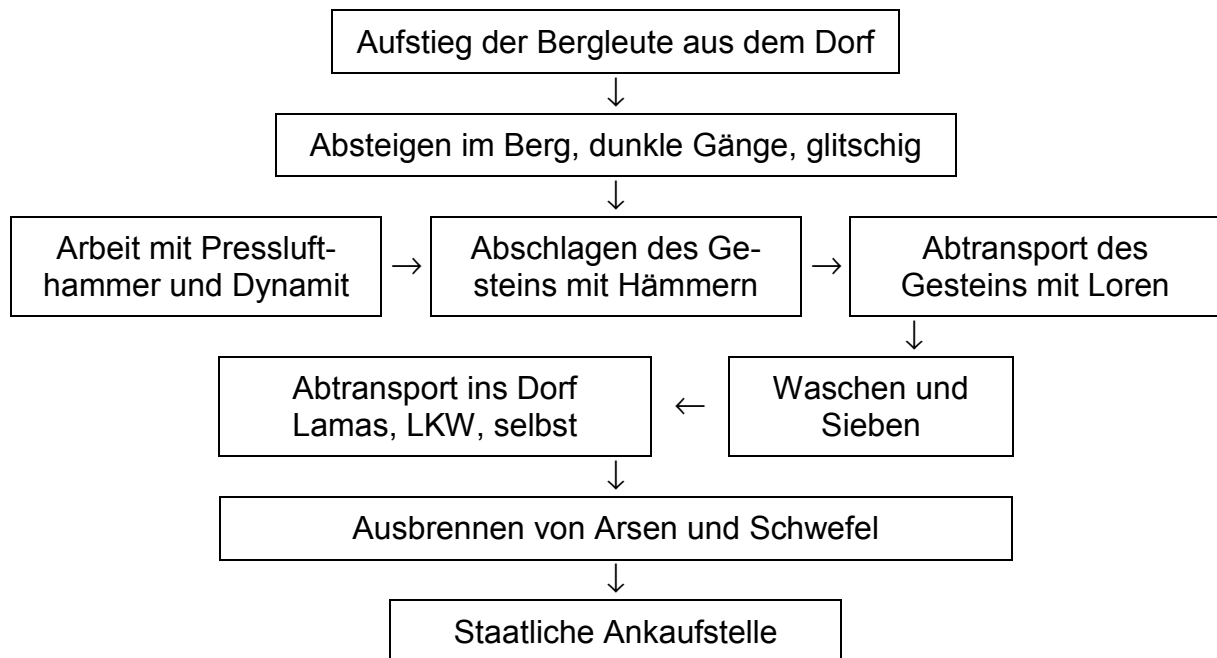 Aufstieg der Bergleute aus dem Dorf
↓
Absteigen im Berg, dunkle Gänge, glitschig
↓
Arbeit mit Pressluft-
hammer und Dynamit
→
Abschlagen des Ge-
steins mit Hämmern
→
Abtransport des
Gesteins mit Loren
↓
Waschen und
Sieben
←
Abtransport ins Dorf
Lamas, LKW, selbst
↓
Ausbrennen von Arsen und Schwefel
↓
Staatliche Ankaufstelle